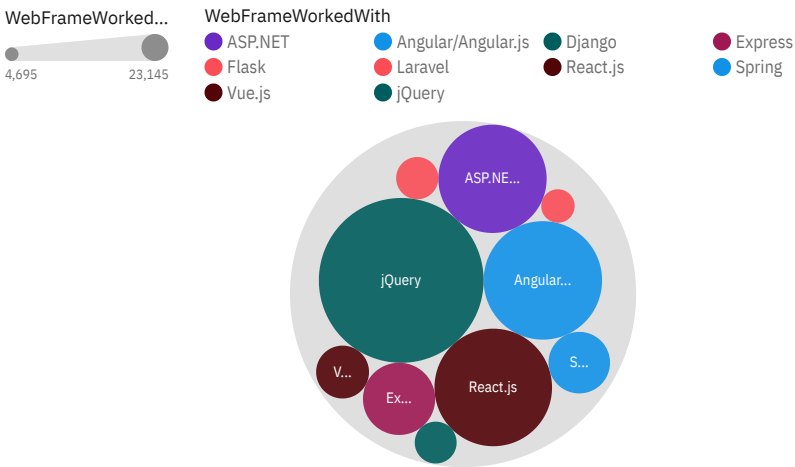 WebFrameWorked...
4,695 23,145
WebFrameWorkedWith
ASP.NET Angular/Angular.js Django Express
Flask Laravel React.js Spring
Vue.js jQuery
ASP.NE...
jQuery Angular...
S...
V...
React.js
Ex...